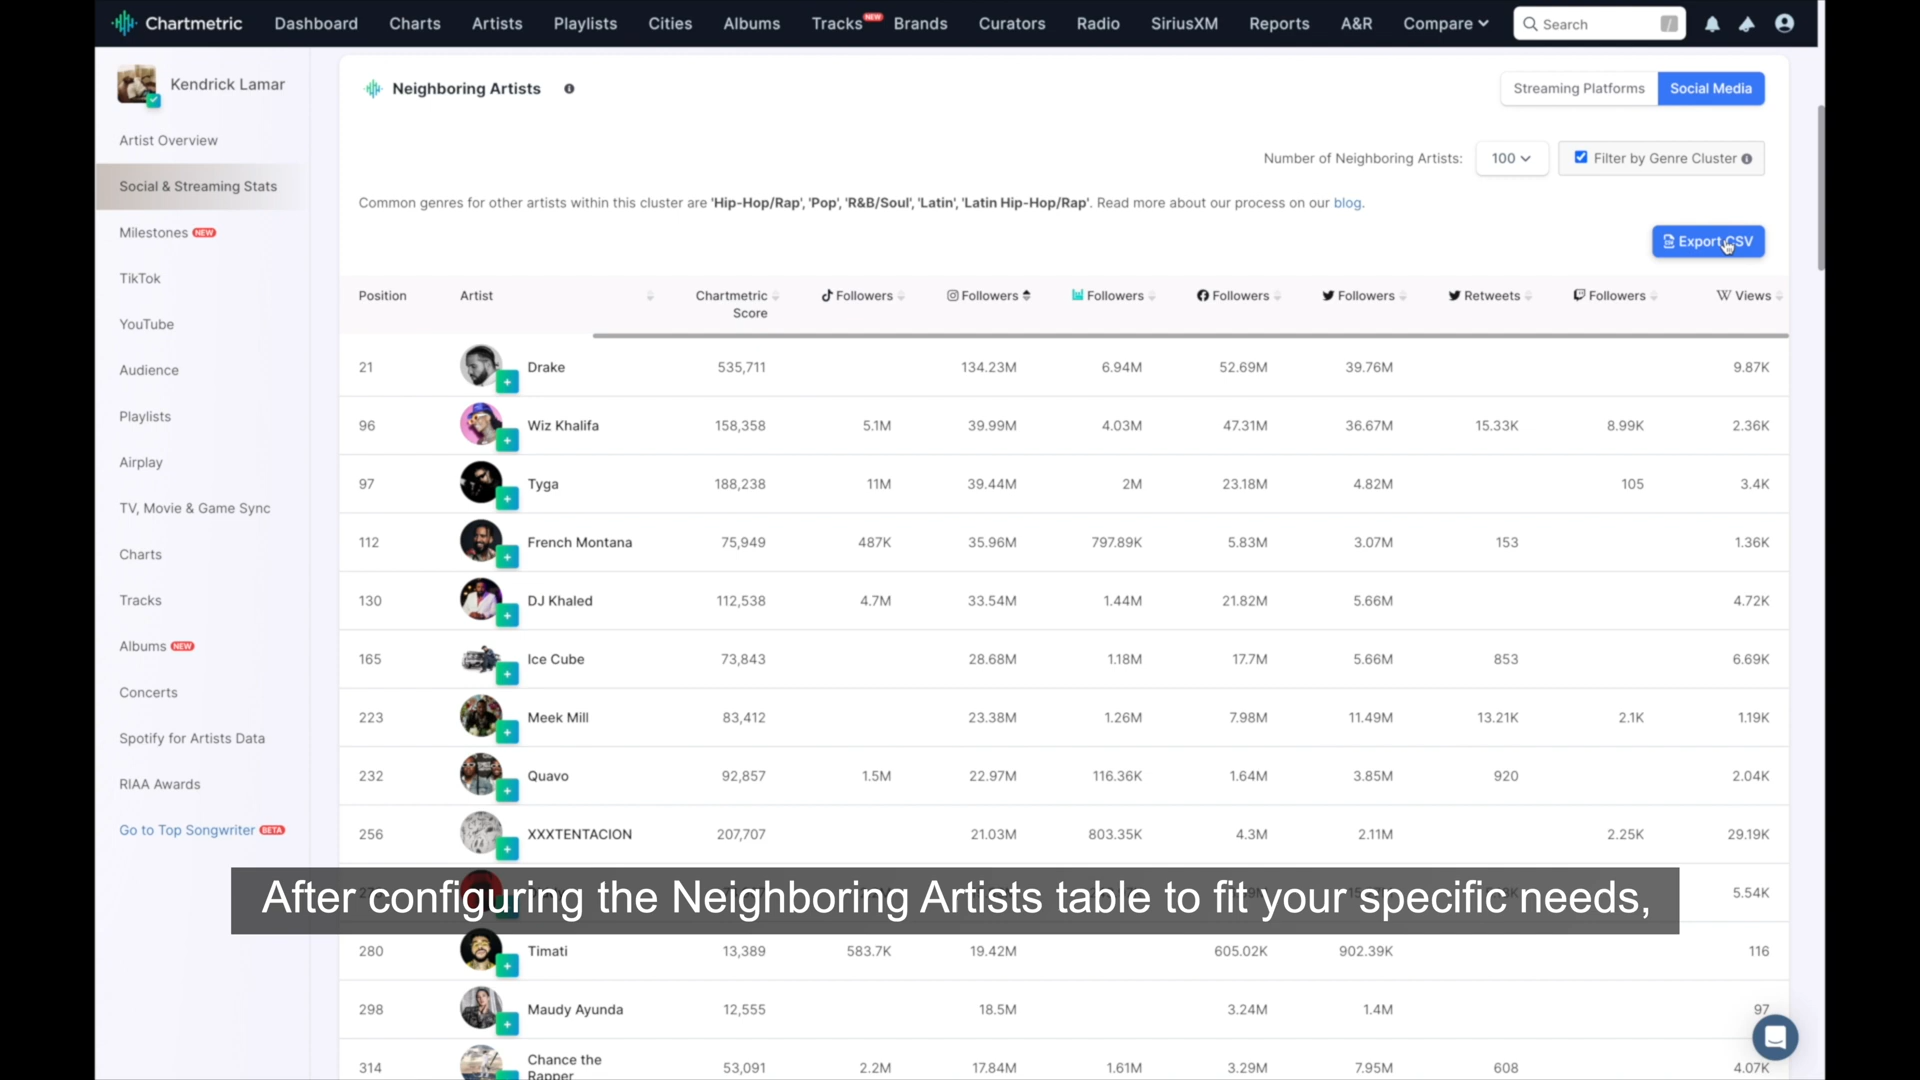 Chartmetric Dashboard Charts Artists Playlists Cities Albums Tracks NEW Brands Curators Radio SiriusXM Reports A&R Compare Search /
Kendrick Lamar
Artist Overview
Social & Streaming Stats
Milestones NEW
TikTok
YouTube
Audience
Playlists
Airplay
TV, Movie & Game Sync
Charts
Tracks
Albums NEW
Concerts
Spotify for Artists Data
RIAA Awards
Go to Top Songwriter BETA
Neighboring Artists
Streaming Platforms Social Media
Number of Neighboring Artists: 100 Filter by Genre Cluster
Common genres for other artists within this cluster are 'Hip-Hop/Rap', 'Pop', 'R&B/Soul', 'Latin', 'Latin Hip-Hop/Rap'. Read more about our process on our blog.
Export CSV
Position Artist Chartmetric Score Followers Followers Followers Followers Followers Retweets Followers W Views
21 Drake 535,711 134.23M 6.94M 52.69M 39.76M 9.87K
96 Wiz Khalifa 158,358 5.1M 39.99M 4.03M 47.31M 36.67M 15.33K 8.99K 2.36K
97 Tyga 188,238 11M 39.44M 2M 23.18M 4.82M 105 3.4K
112 French Montana 75,949 487K 35.96M 797.89K 5.83M 3.07M 153 1.36K
130 DJ Khaled 112,538 4.7M 33.54M 1.44M 21.82M 5.66M 4.72K
165 Ice Cube 73,843 28.68M 1.18M 17.7M 5.66M 853 6.69K
223 Meek Mill 83,412 23.38M 1.26M 7.98M 11.49M 13.21K 2.1K 1.19K
232 Quavo 92,857 1.5M 22.97M 116.36K 1.64M 3.85M 920 2.04K
256 XXXTENTACION 207,707 21.03M 803.35K 4.3M 2.11M 2.25K 29.19K
5.54K
After configuring the Neighboring Artists table to fit your specific needs,
280 Timati 13,389 583.7K 19.42M 605.02K 902.39K 116
298 Maudy Ayunda 12,555 18.5M 3.24M 1.4M 97
314 Chance the Rapper 53,091 2.2M 17.84M 1.61M 3.29M 7.95M 608 4.07K